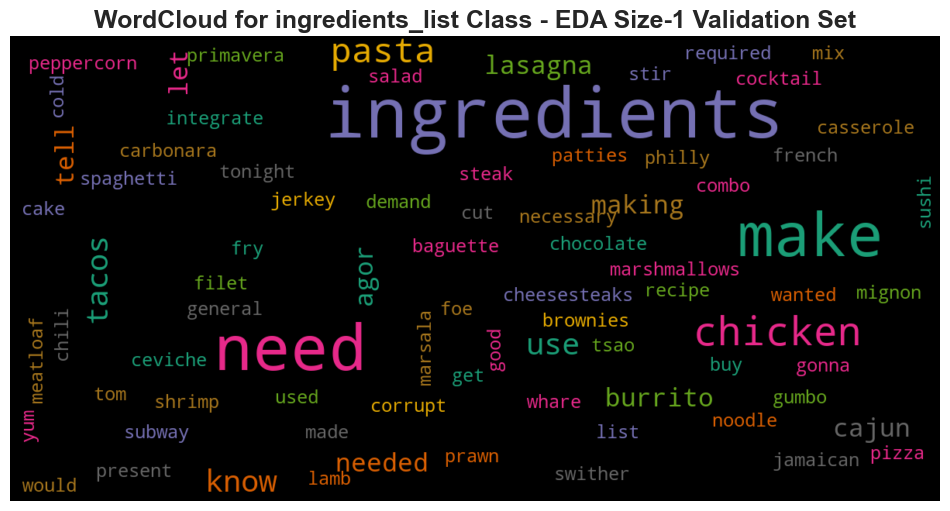 WordCloud for ingredients_list Class - EDA Size-1 Validation Set
pasta
required
mix
peppercorn
let
primavera
lasagna
salad
stir
cocktail
cold
ingredients
integrate
casserole
tell
carbonara
patties
philly
french
spaghetti
tonight
steak
combo
sushi
cake
jerkey
demand
cut
necessary
making
make
tacos
fry
agor
baguette
chocolate
marshmallows
filet
cheesesteaks
recipe
wanted
mignon
general
foe
brownies
chili
meatloaf
need
marsala
good
use
tsao
chicken
ceviche
get
buy
gonna
tom
shrimp
used
corrupt
whare
burrito
gumbo
yum
subway
made
list
noodle
cajun
present
needed
prawn
jamaican
pizza
would
know
lamb
swither